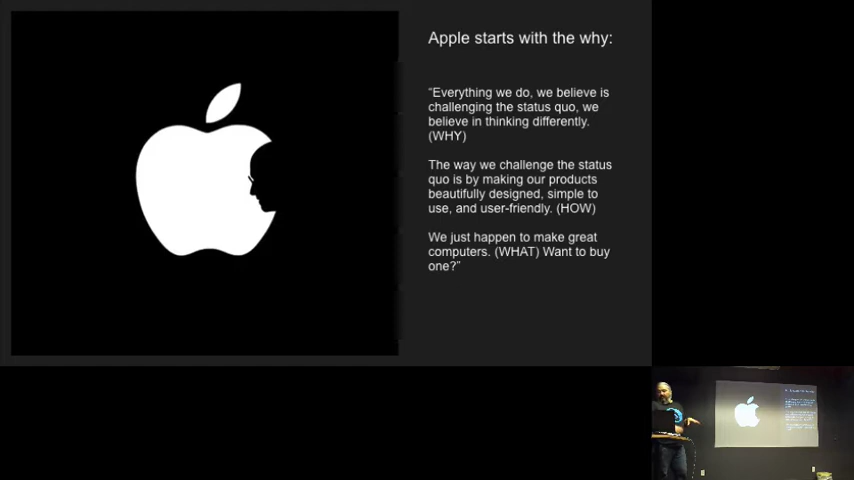 Apple starts with the why:
“Everything we do, we believe is
challenging the status quo, we
believe in thinking differently.
(WHY)
The way we challenge the status
quo is by making our products
beautifully designed, simple to
use, and user-friendly. (HOW)
We just happen to make great
computers. (WHAT) Want to buy
one?”